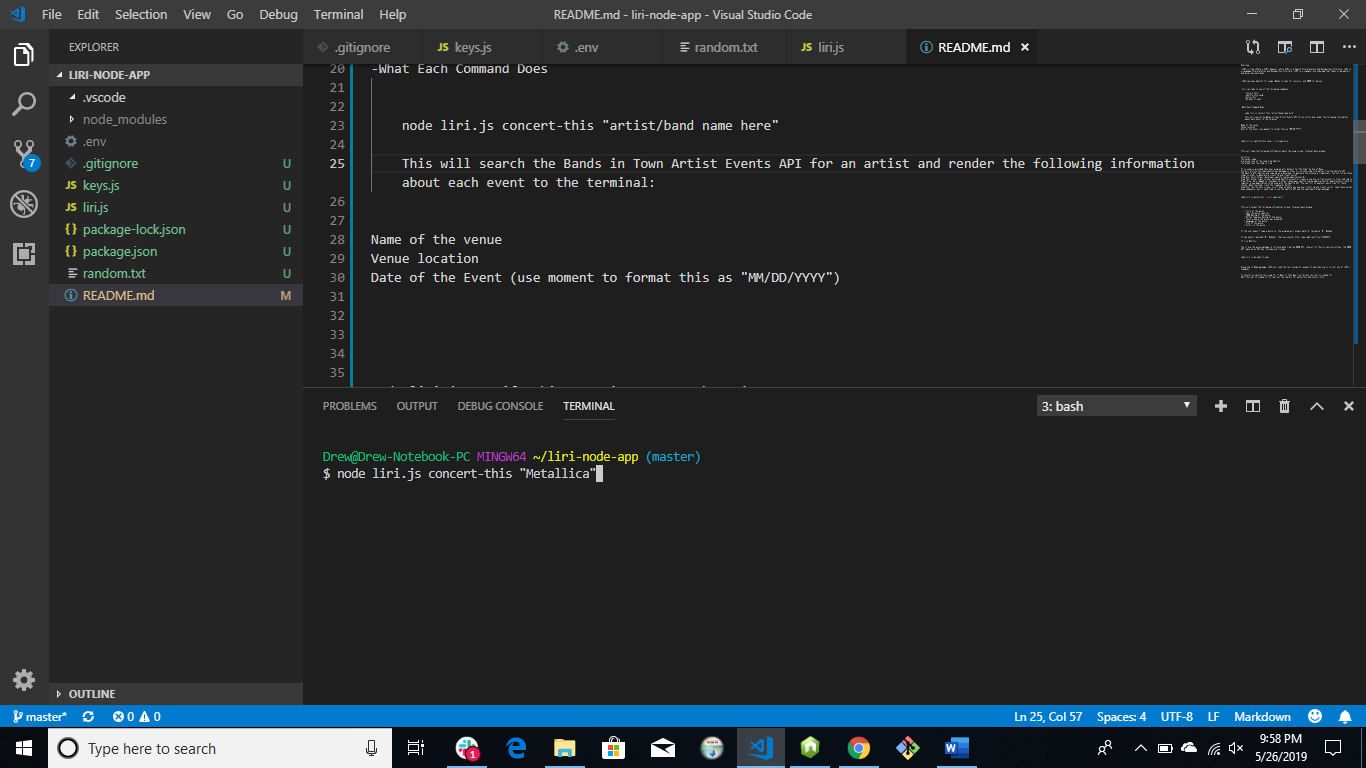 File Edit Selection View Go Debug Terminal Help README.md - liri-node-app - Visual Studio Code
EXPLORER
.gitignore JS keys.js .env random.txt JS liri.js README.md
LIRI-NODE-APP
.vscode
node_modules
.env
.gitignore U
JS keys.js U
JS liri.js U
{} package-lock.json U
{} package.json U
random.txt U
README.md M
OUTLINE
7
20 -What Each Command Does
21
22
23 node liri.js concert-this "artist/band name here"
24
25 This will search the Bands in Town Artist Events API for an artist and render the following information
about each event to the terminal:
26
27
28 Name of the venue
29 Venue location
30 Date of the Event (use moment to format this as "MM/DD/YYYY")
31
32
33
34
35
PROBLEMS OUTPUT DEBUG CONSOLE TERMINAL 3: bash
Drew@Drew-Notebook-PC MINGW64 ~/liri-node-app (master)
$ node liri.js concert-this "Metallica"
master* 0 0 Ln 25, Col 57 Spaces: 4 UTF-8 LF Markdown
Type here to search 1 9:58 PM
5/26/2019